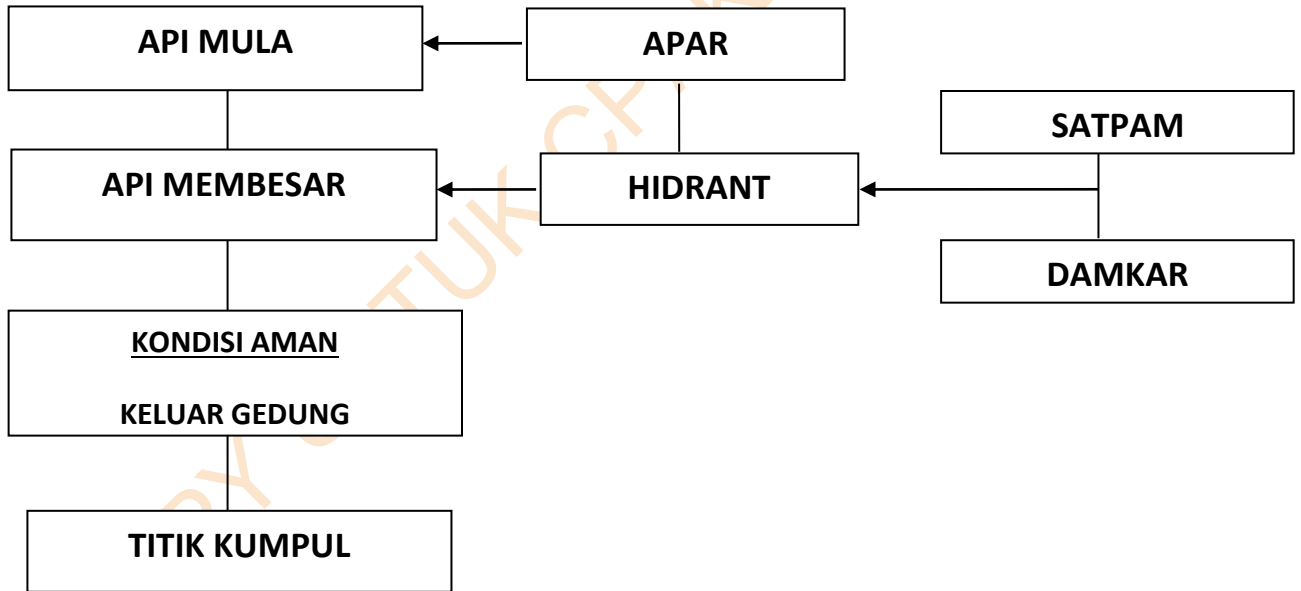 API MULA
APAR
SATPAM
API MEMBESAR
HIDRANT
DAMKAR
KONDISI AMAN
KELUAR GEDUNG
TITIK KUMPUL